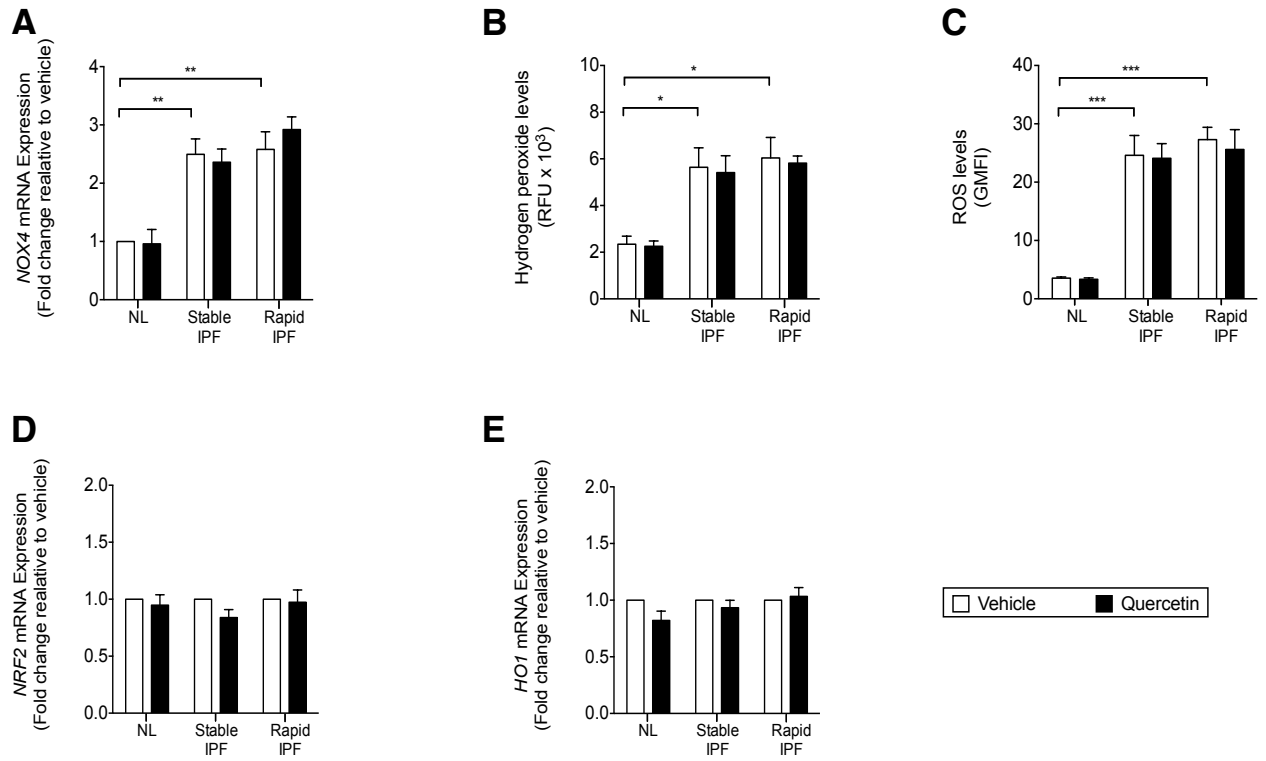 A
NOX4 mRNA Expression
(Fold change realative to vehicle)
4
3
2
1
0
**
**
NL
Stable
IPF
Rapid
IPF
B
Hydrogen peroxide levels
(RFU x 10³)
10
8
6
4
2
0
*
*
NL
Stable
IPF
Rapid
IPF
C
ROS levels
(GMFI)
40
30
20
10
0
***
***
NL
Stable
IPF
Rapid
IPF
D
NRF2 mRNA Expression
(Fold change realative to vehicle)
2.0
1.5
1.0
0.5
0.0
NL
Stable
IPF
Rapid
IPF
E
HO1 mRNA Expression
(Fold change realative to vehicle)
2.0
1.5
1.0
0.5
0.0
NL
Stable
IPF
Rapid
IPF
Vehicle
Quercetin